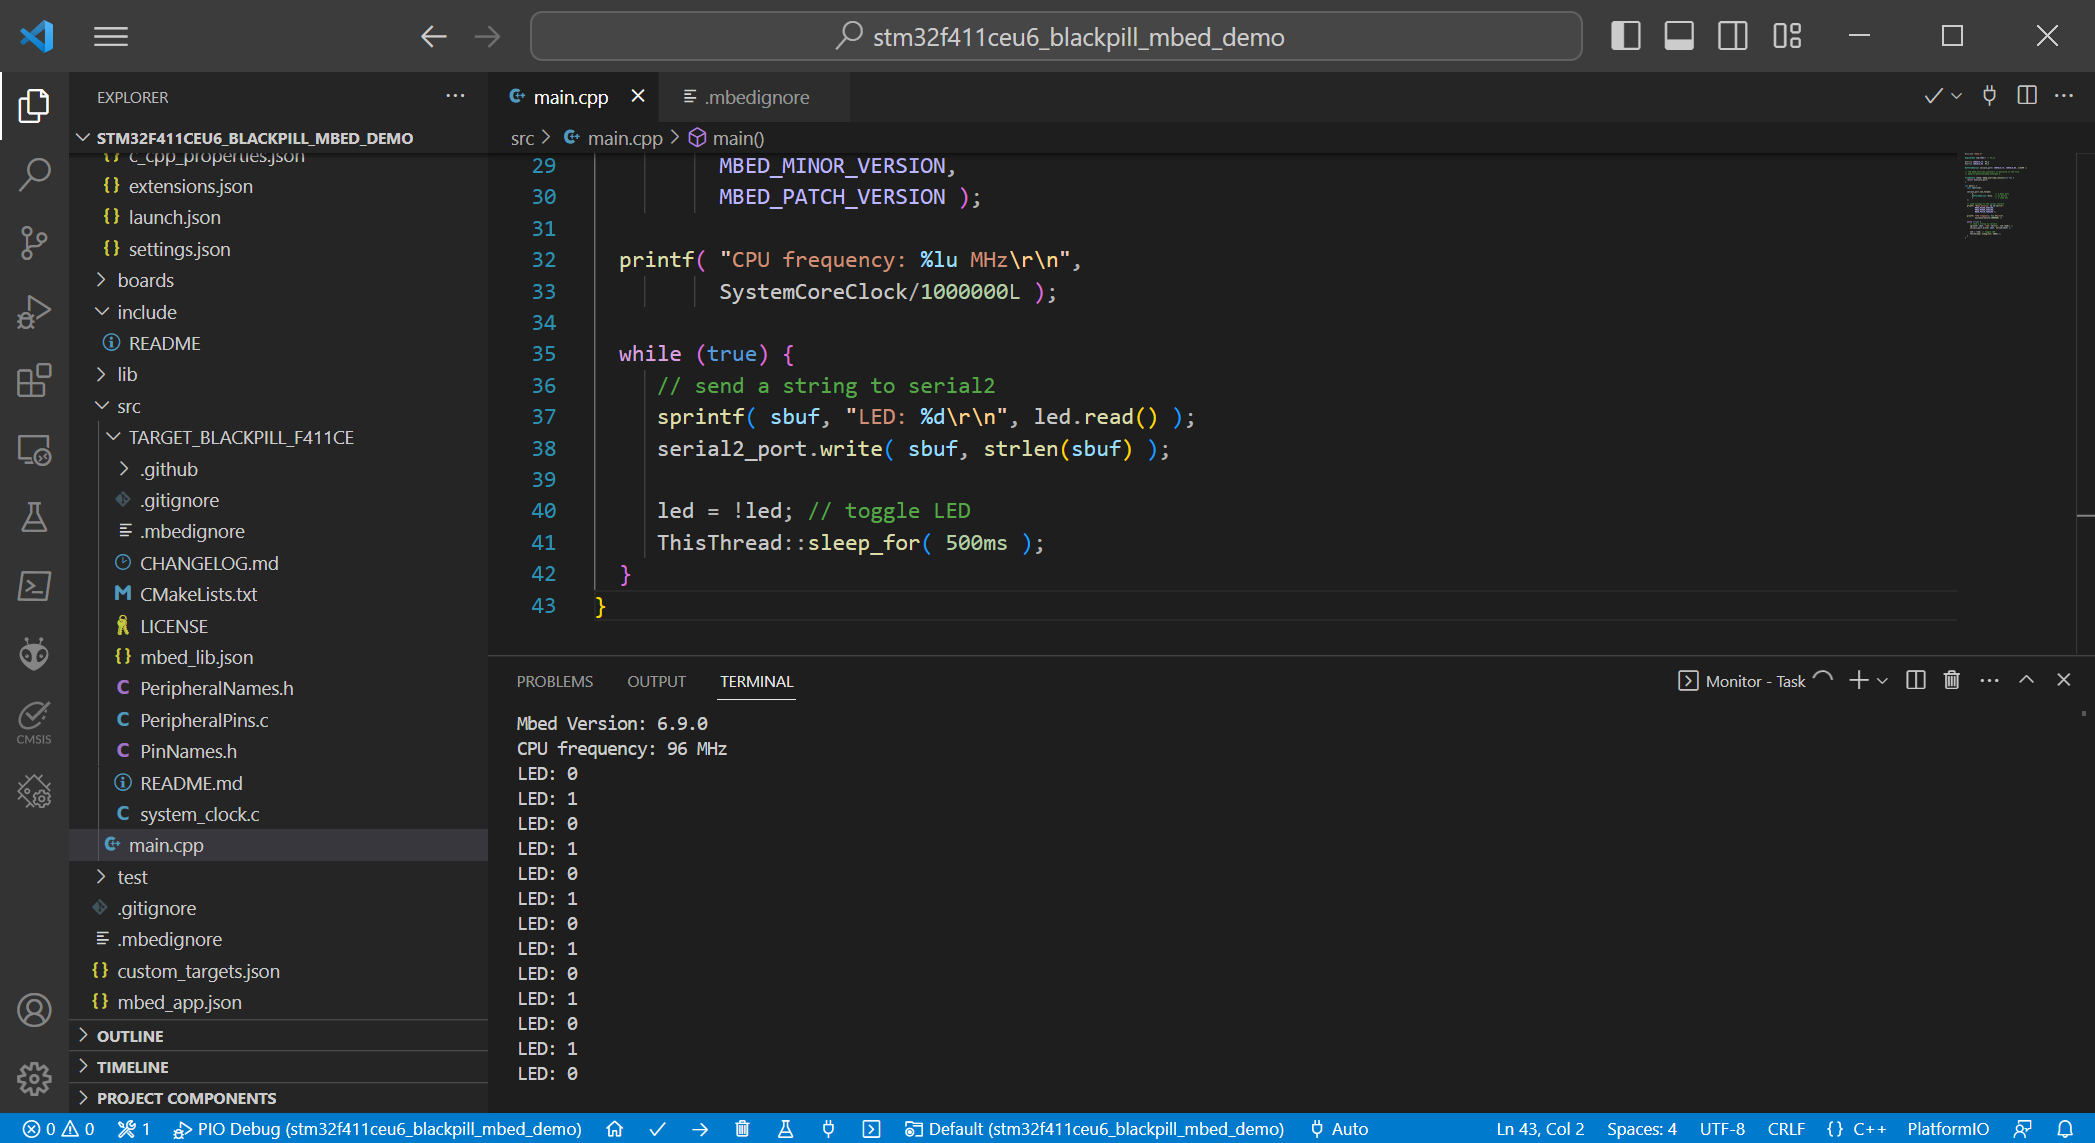 stm32f411ceu6_blackpill_mbed_demo
EXPLORER
STM32F411CEU6_BLACKPILL_MBED_DEMO
c_cpp_properties.json
extensions.json
launch.json
settings.json
boards
include
README
lib
src
TARGET_BLACKPILL_F411CE
.github
.gitignore
.mbedignore
CHANGELOG.md
CMakeLists.txt
LICENSE
mbed_lib.json
PeripheralNames.h
PeripheralPins.c
PinNames.h
README.md
system_clock.c
main.cpp
test
.gitignore
.mbedignore
custom_targets.json
mbed_app.json
OUTLINE
TIMELINE
PROJECT COMPONENTS
CMSIS
main.cpp
.mbedignore
src > main.cpp > main()
29 MBED_MINOR_VERSION,
30 MBED_PATCH_VERSION );
31
32 printf( "CPU frequency: %lu MHz\r\n",
33 SystemCoreClock/1000000L );
34
35 while (true) {
36 // send a string to serial2
37 sprintf( sbuf, "LED: %d\r\n", led.read() );
38 serial2_port.write( sbuf, strlen(sbuf) );
39
40 led = !led; // toggle LED
41 ThisThread::sleep_for( 500ms );
42 }
43 }
PROBLEMS OUTPUT TERMINAL
Monitor - Task
Mbed Version: 6.9.0
CPU frequency: 96 MHz
LED: 0
LED: 1
LED: 0
LED: 1
LED: 0
LED: 1
LED: 0
LED: 1
LED: 0
LED: 1
LED: 0
LED: 1
LED: 0
0 0 1 PIO Debug (stm32f411ceu6_blackpill_mbed_demo) Default (stm32f411ceu6_blackpill_mbed_demo) Auto Ln 43, Col 2 Spaces: 4 UTF-8 CRLF {} C++ PlatformIO